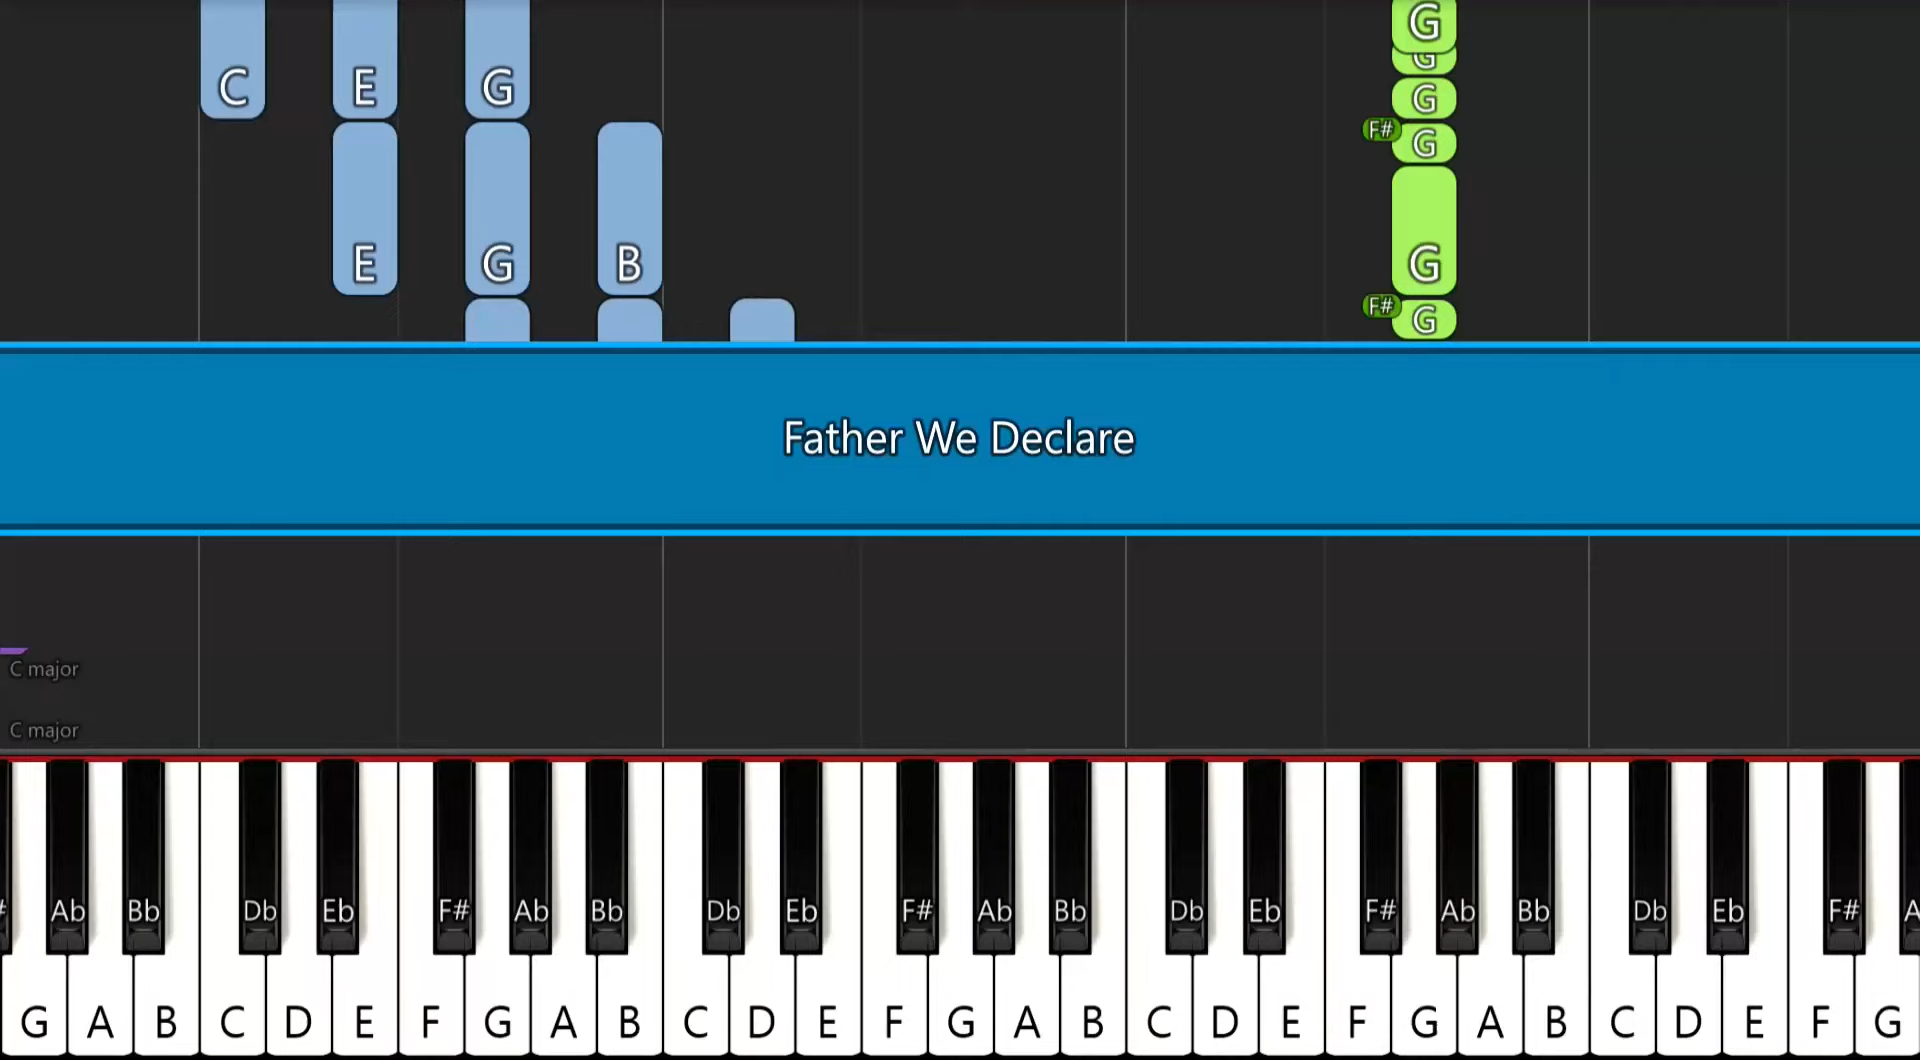 G
C E G G
G
F# G
E G B G
F# G
Father We Declare
C major
C major
# Ab Bb Db Eb F# Ab Bb Db Eb F# Ab Bb Db Eb F# Ab Bb Db Eb F# A
G A B C D E F G A B C D E F G A B C D E F G A B C D E F G